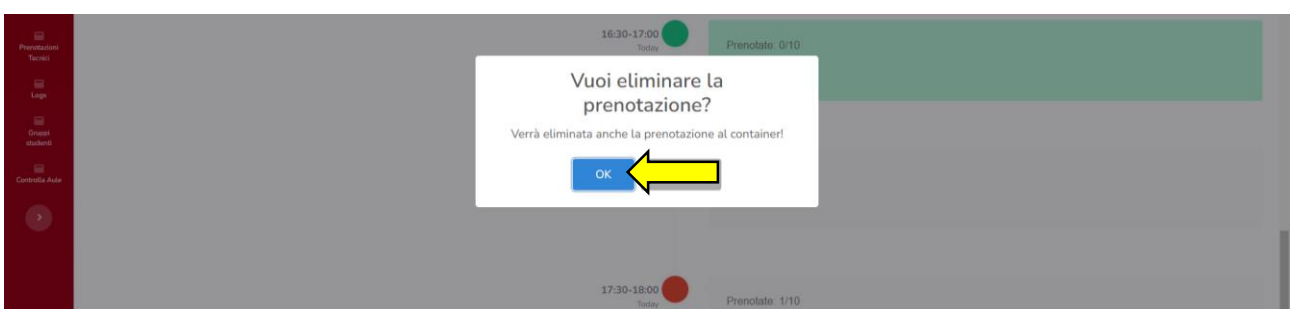 Prenotazioni
Tecnici
Logs
Gruppi
studenti
Controlla Aule
16:30-17:00
Today
Prenotate: 0/10
Vuoi eliminare la
prenotazione?
Verrà eliminata anche la prenotazione al container!
OK
17:30-18:00
Today
Prenotate: 1/10